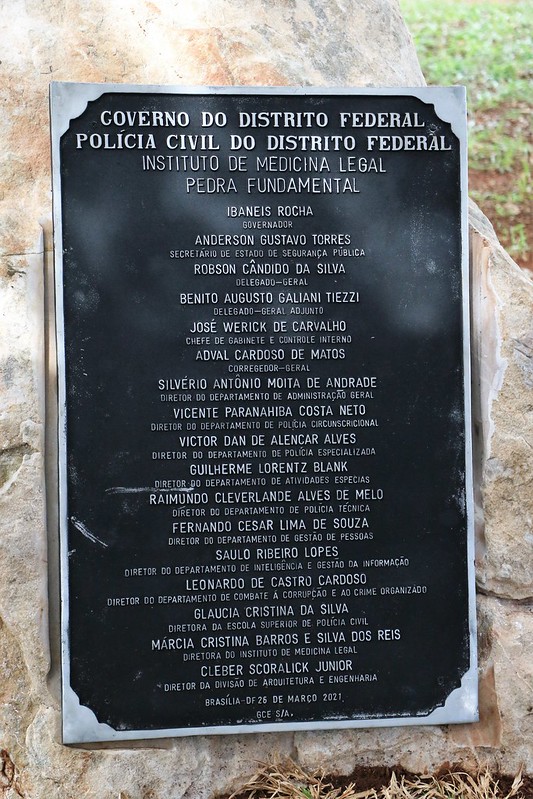 GOVERNO DO DISTRITO FEDERAL
POLÍCIA CIVIL DO DISTRITO FEDERAL
INSTITUTO DE MEDICINA LEGAL
PEDRA FUNDAMENTAL
IBANEIS ROCHA
GOVERNADOR
ANDERSON GUSTAVO TORRES
SECRETÁRIO DE ESTADO DE SEGURANÇA PÚBLICA
ROBSON CÂNDIDO DA SILVA
DELEGADO-GERAL
BENITO AUGUSTO GALIANI TIEZZI
DELEGADO-GERAL ADJUNTO
JOSÉ WERICK DE CARVALHO
CHEFE DE GABINETE E CONTROLE INTERNO
ADVAL CARDOSO DE MATOS
CORREGEDOR-GERAL
SILVÉRIO ANTÔNIO MOITA DE ANDRADE
DIRETOR DO DEPARTAMENTO DE ADMINISTRAÇÃO GERAL
VICENTE PARANAHIBA COSTA NETO
DIRETOR DO DEPARTAMENTO DE POLÍCIA CIRCUNSCRICIONAL
VICTOR DAN DE ALENCAR ALVES
DIRETOR DO DEPARTAMENTO DE POLÍCIA ESPECIALIZADA
GUILHERME LORENTZ BLANK
DIRETOR DO DEPARTAMENTO DE ATIVIDADES ESPECIAS
RAIMUNDO CLEVERLANDE ALVES DE MELO
DIRETOR DO DEPARTAMENTO DE POLÍCIA TÉCNICA
FERNANDO CESAR LIMA DE SOUZA
DIRETOR DO DEPARTAMENTO DE GESTÃO DE PESSOAS
SAULO RIBEIRO LOPES
DIRETOR DO DEPARTAMENTO DE INTELIGÊNCIA E GESTÃO DA INFORMAÇÃO
LEONARDO DE CASTRO CARDOSO
DIRETOR DO DEPARTAMENTO DE COMBATE Á CORRUPÇÃO E AO CRIME ORGANIZADO
GLAUCIA CRISTINA DA SILVA
DIRETORA DA ESCOLA SUPERIOR DE POLÍCIA CIVIL
MÁRCIA CRISTINA BARROS E SILVA DOS REIS
DIRETORA DO INSTITUTO DE MEDICINA LEGAL
CLEBER SCORALICK JUNIOR
DIRETOR DA DIVISÃO DE ARQUITETURA E ENGENHARIA
BRASÍLIA-DF 26 DE MARÇO 2021
GCE S/A.